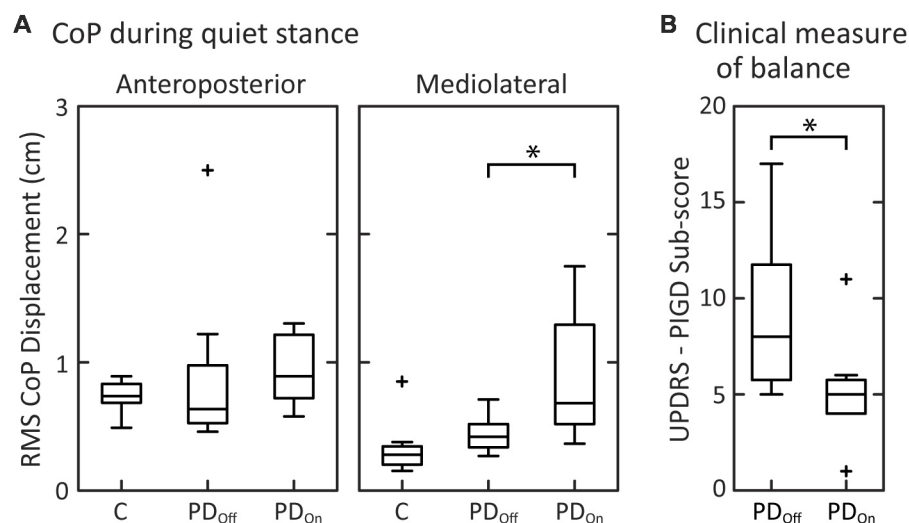 A CoP during quiet stance
Anteroposterior
Mediolateral
RMS CoP Displacement (cm)
3
2
1
0
*
C
PDOff
PDOn
C
PDOff
PDOn
B Clinical measure
of balance
UPDRS - PIGD Sub-score
20
15
10
5
0
*
PDOff
PDOn